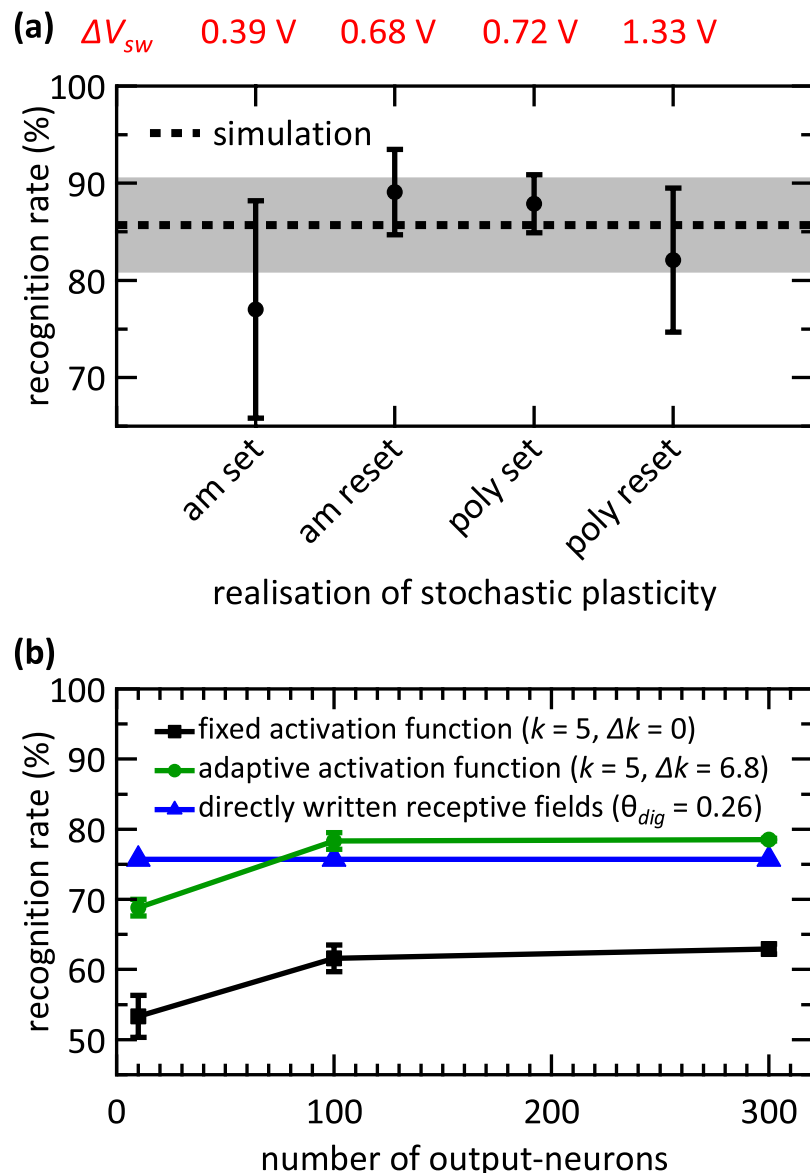 (a) ΔVsw 0.39 V 0.68 V 0.72 V 1.33 V
100
simulation
90
80
70
recognition rate (%)
am set
am reset
poly set
poly reset
realisation of stochastic plasticity
(b)
100
fixed activation function (k = 5, Δk = 0)
90
adaptive activation function (k = 5, Δk = 6.8)
directly written receptive fields (θdig = 0.26)
80
70
60
50
recognition rate (%)
0 100 200 300
number of output-neurons